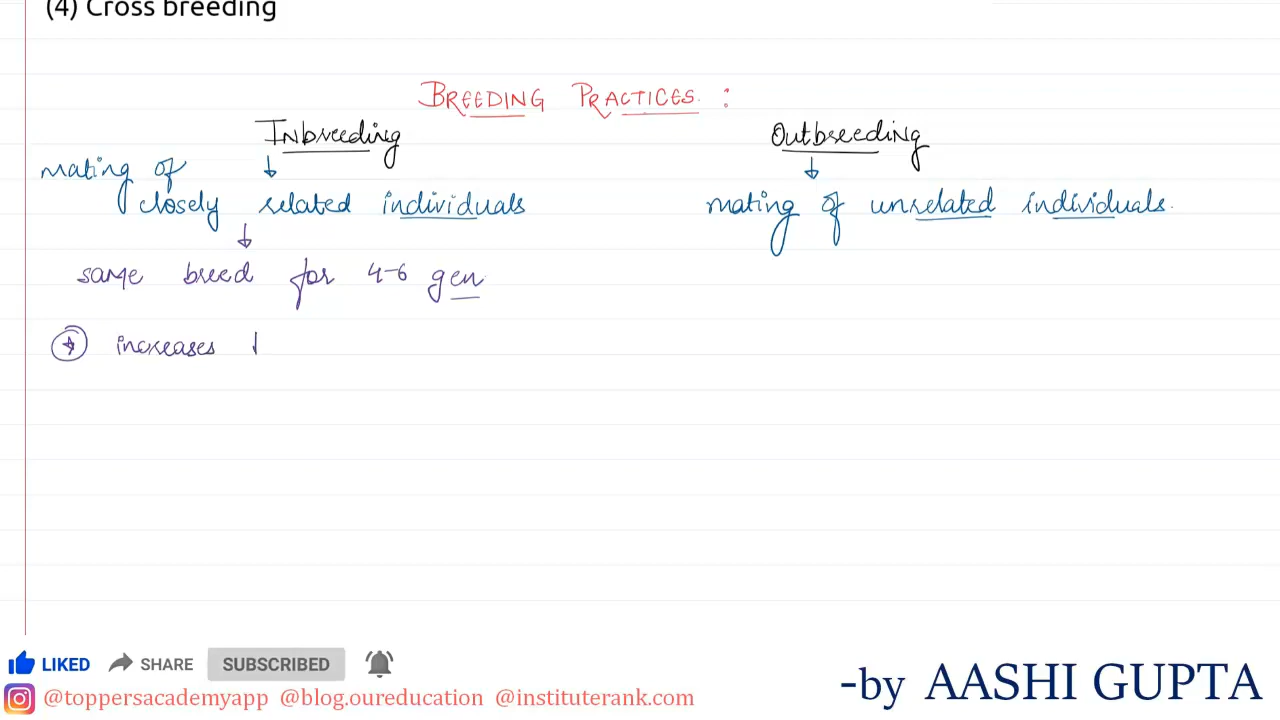 (4) Cross breeding
BREEDING PRACTICES :
Inbreeding
mating of
closely related individuals
same breed for 4-6 gen
increases
Outbreeding
mating of unrelated individuals.
LIKED SHARE SUBSCRIBED
@toppersacademyapp @blog.oureducation @instituterank.com
-by AASHI GUPTA